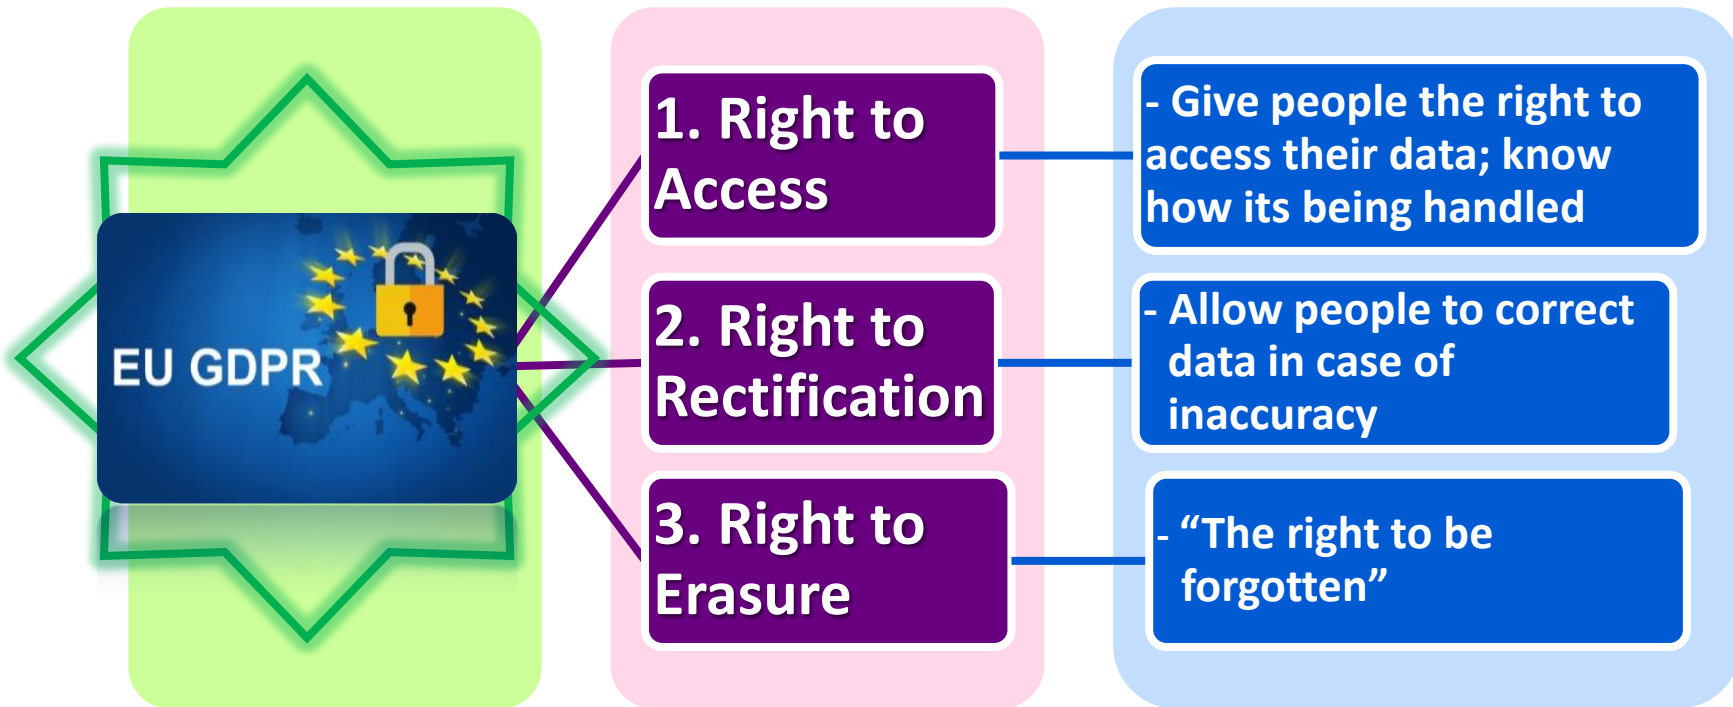 EU GDPR
1. Right to
Access
- Give people the right to
access their data; know
how its being handled
2. Right to
Rectification
- Allow people to correct
data in case of
inaccuracy
3. Right to
Erasure
- “The right to be
forgotten”